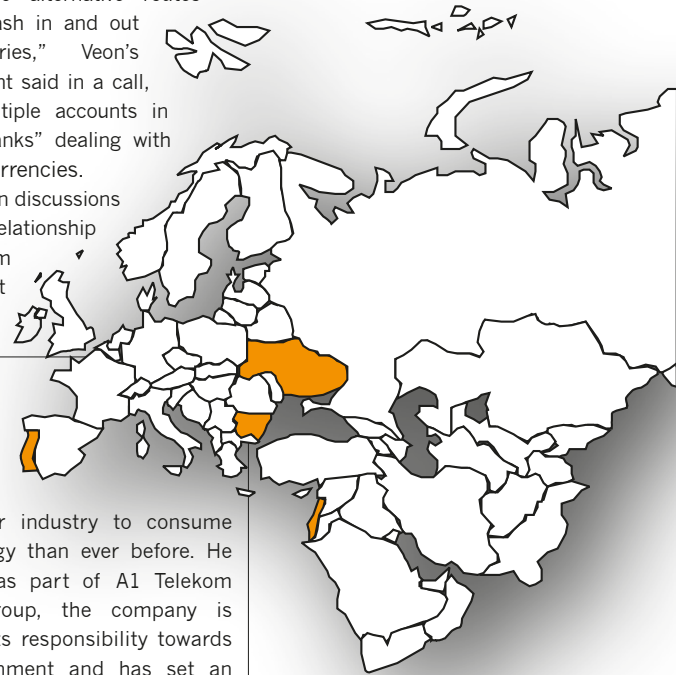 ash in and out
ries,” Veon’s
nt said in a call,
tiple accounts in
anks” dealing with
rrencies.
n discussions
elationship
m
t
r industry to consume
gy than ever before. He
as part of A1 Telekom
roup, the company is
ts responsibility towards
nment and has set an